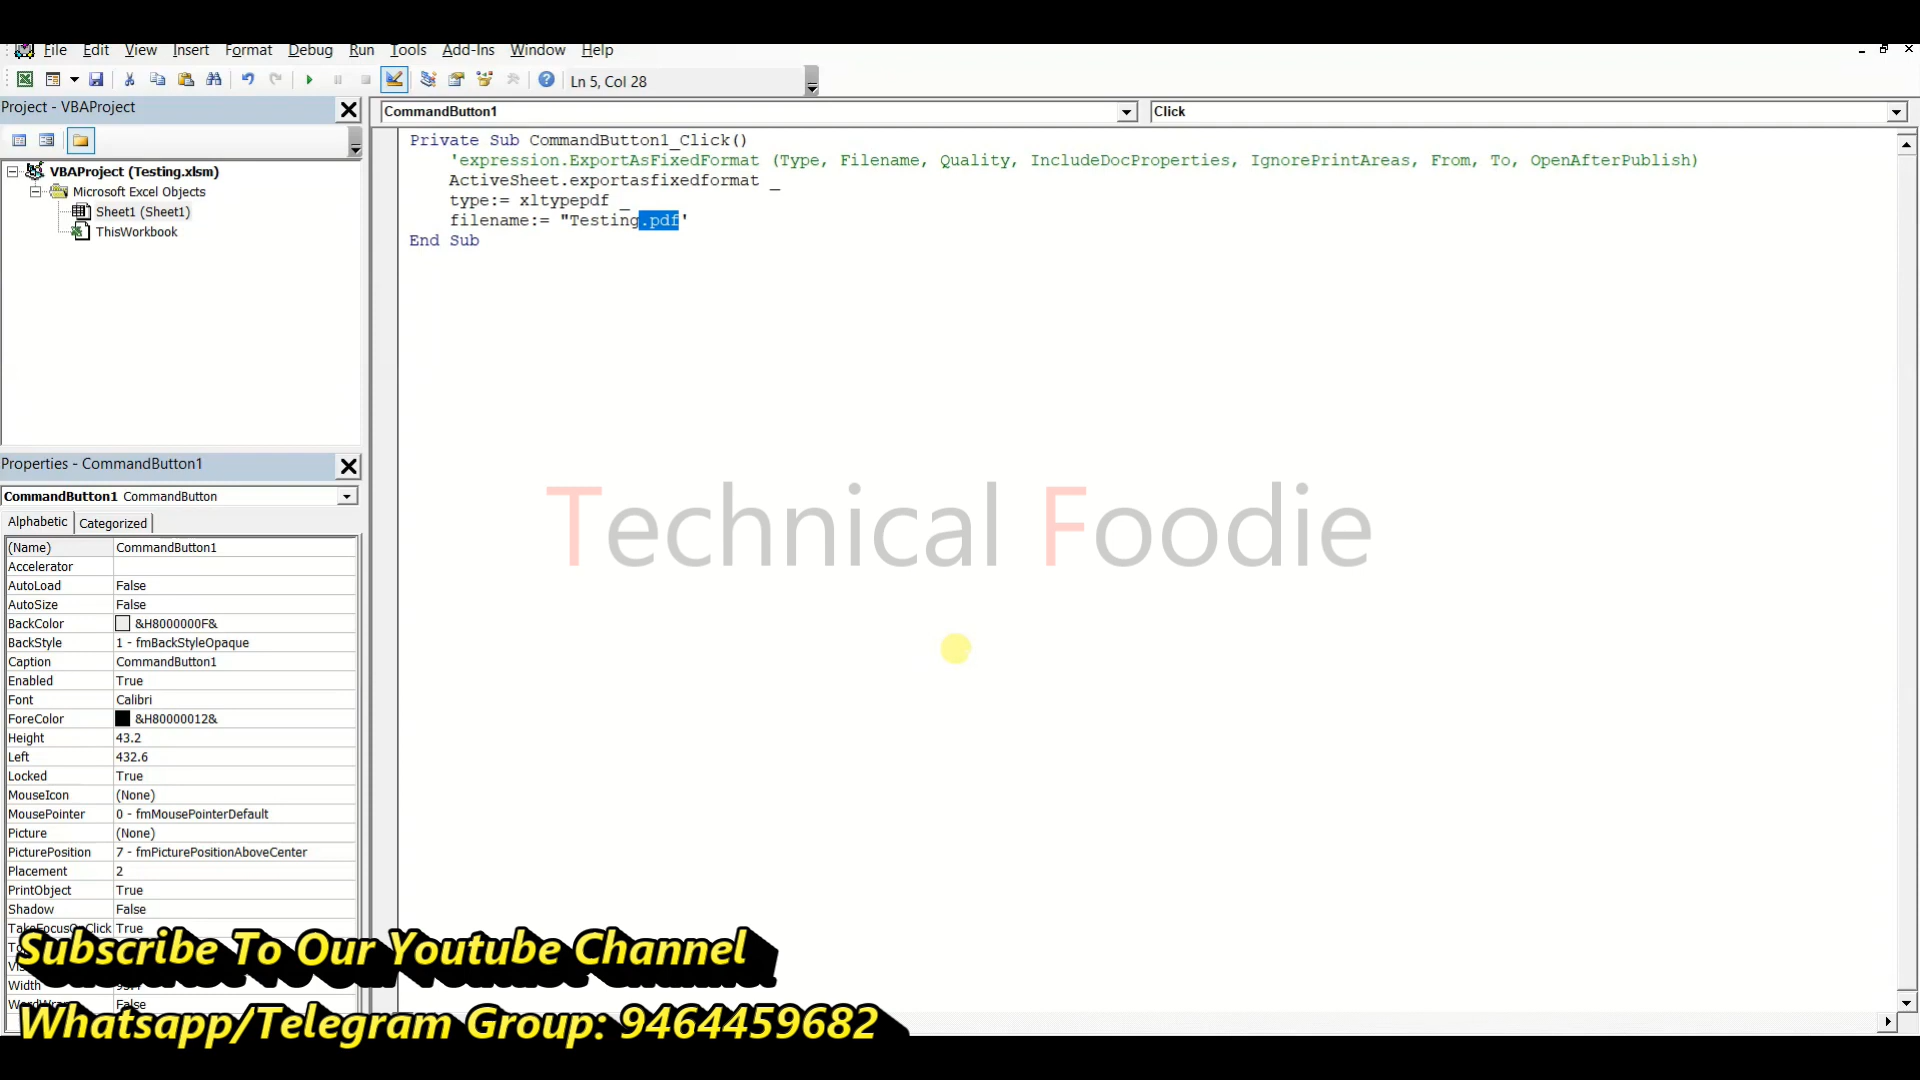 File Edit View Insert Format Debug Run Tools Add-Ins Window Help
Ln 5, Col 28
Project - VBAProject
VBAProject (Testing.xlsm)
Microsoft Excel Objects
Sheet1 (Sheet1)
ThisWorkbook
CommandButton1
Click
Private Sub CommandButton1_Click()
'expression.ExportAsFixedFormat (Type, Filename, Quality, IncludeDocProperties, IgnorePrintAreas, From, To, OpenAfterPublish)
ActiveSheet.exportasfixedformat _
type:= xltypepdf _
filename:= "Testing.pdf'
End Sub
Properties - CommandButton1
CommandButton1 CommandButton
Alphabetic Categorized
(Name) CommandButton1
Accelerator
AutoLoad False
AutoSize False
BackColor &H8000000F&
BackStyle 1 - fmBackStyleOpaque
Caption CommandButton1
Enabled True
Font Calibri
ForeColor &H80000012&
Height 43.2
Left 432.6
Locked True
MouseIcon (None)
MousePointer 0 - fmMousePointerDefault
Picture (None)
PicturePosition 7 - fmPicturePositionAboveCenter
Placement 2
PrintObject True
Shadow False
TakeFocusOnClick True
Width
False
Technical Foodie
Subscribe To Our Youtube Channel
Whatsapp/Telegram Group: 9464459682